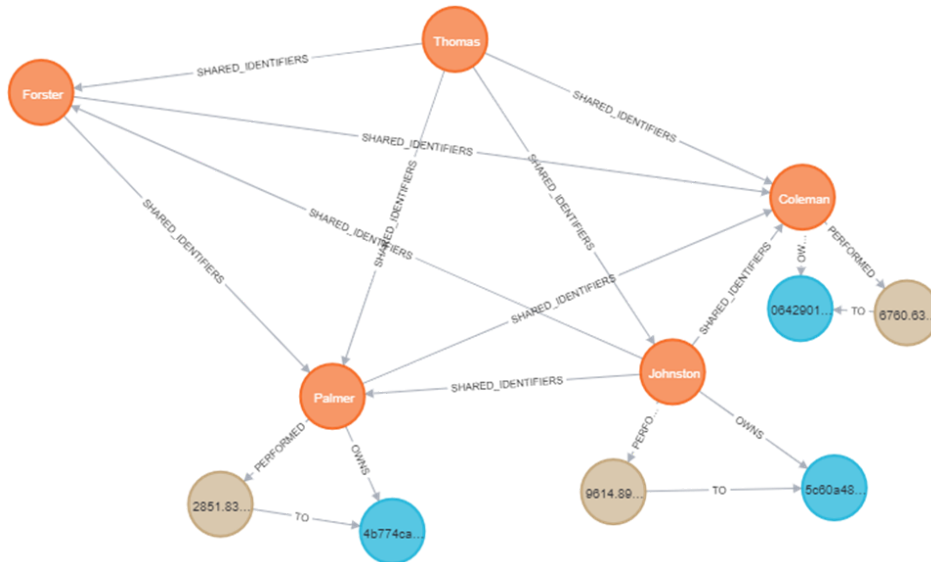 Thomas
SHARED_IDENTIFIERS
Forster
SHARED_IDENTIFIERS
SHARED_IDENTIFIERS
SHARED_IDENTIFIERS
SHARED_IDENTIFIERS
Coleman
SHARED_IDENTIFIERS
SHARED_IDENTIFIERS
SHARED_IDENTIFIERS
OW...
PERFORMED
SHARED_IDENTIFIERS
SHARED_IDENTIFIERS
0642901...
TO
6760.63...
Johnston
SHARED_IDENTIFIERS
Palmer
PERFORMED
OWNS
PERFO...
OWNS
2851.83...
TO
4b774ca...
9614.89...
TO
5c60a48...